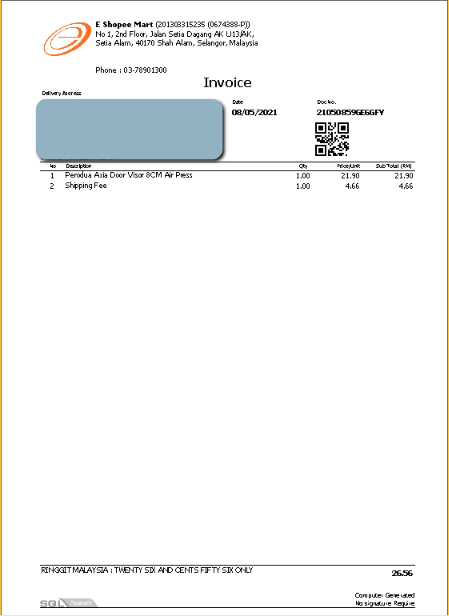 E Shopee Mart (201303315235 (0674388-P))
No 1, 2nd Floor, Jalan Setia Dagang AK U13/AK,
Setia Alam, 40170 Shah Alam, Selangor, Malaysia
Phone : 03-78901300
Invoice
Delivery Address
Date Doc No.
08/05/2021 210508596E6GFY
No Description Qty Price/Unit Sub Total (RM)
1 Perodua Axia Door Visor 8CM Air Press 1.00 21.90 21.90
2 Shipping Fee 1.00 4.66 4.66
RINGGIT MALAYSIA : TWENTY SIX AND CENTS FIFTY SIX ONLY 26.56
SQL Account
Computer Generated
No signature Require